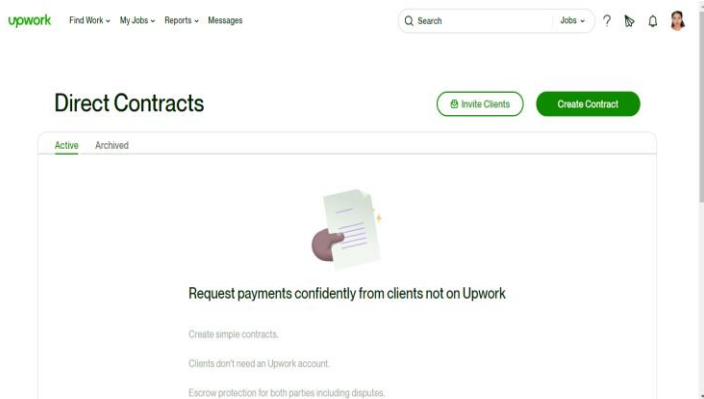 upwork Find Work My Jobs Reports Messages Search Jobs ?
Direct Contracts Invite Clients Create Contract
Active Archived
Request payments confidently from clients not on Upwork
Create simple contracts.
Clients don't need an Upwork account.
Escrow protection for both parties including disputes.